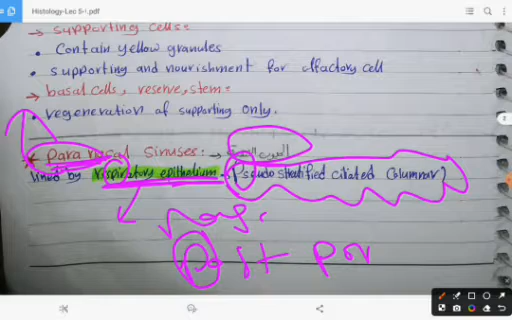 Histology-Lec 5-۱.pdf
→ supporting cells:
• Contain yellow granules
• supporting and nourishment for olfactory cell
→ basal cells, reserve, stem:
• regeneration of supporting only.
← Para nasal Sinuses: →
lined by respiratory epithelium. (Pseudo stratified ciliated Columnar)